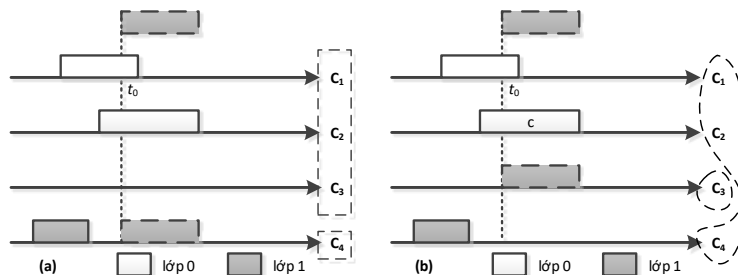 t₀
C₁
C₂
C₃
C₄
(a)
lớp 0
lớp 1
t₀
C₁
c
C₂
C₃
C₄
(b)
lớp 0
lớp 1